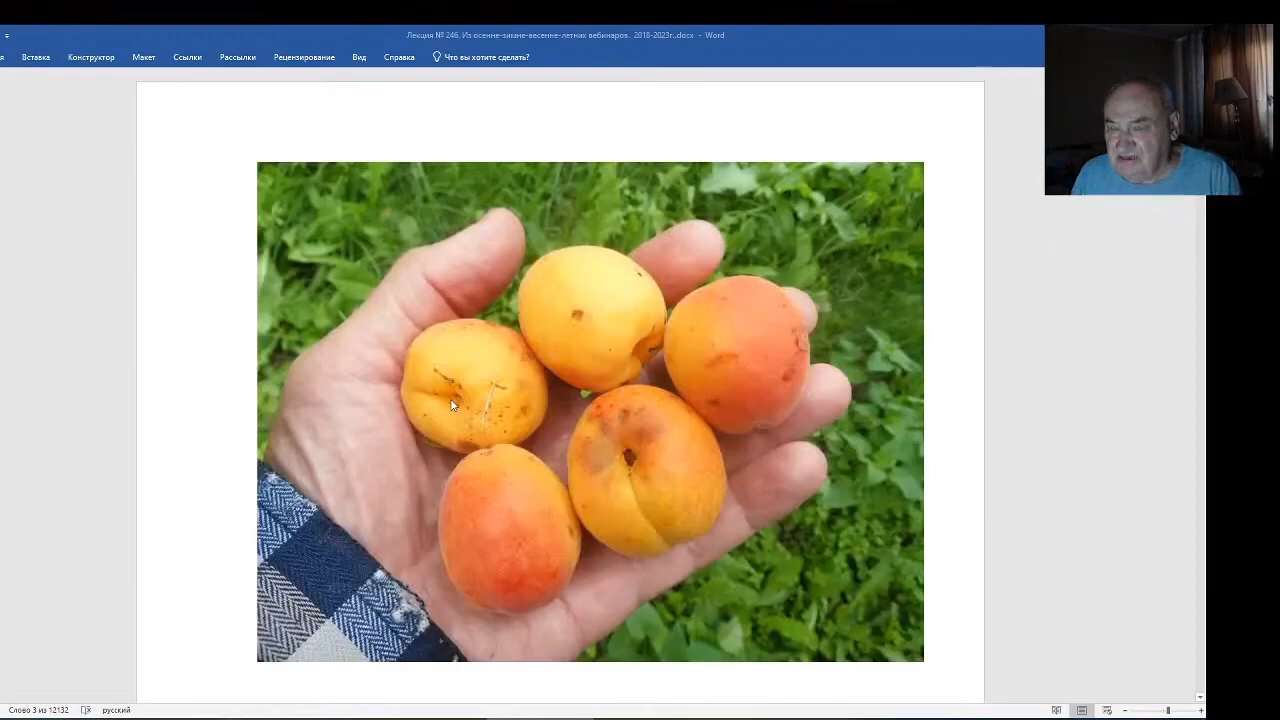 Лекция № 246. Из осенне-зимне-весенне-летних вебинаров. 2018-2023г..docx - Word
я Вставка Конструктор Макет Ссылки Рассылки Рецензирование Вид Справка Что вы хотите сделать?
Слово 3 из 12132 русский